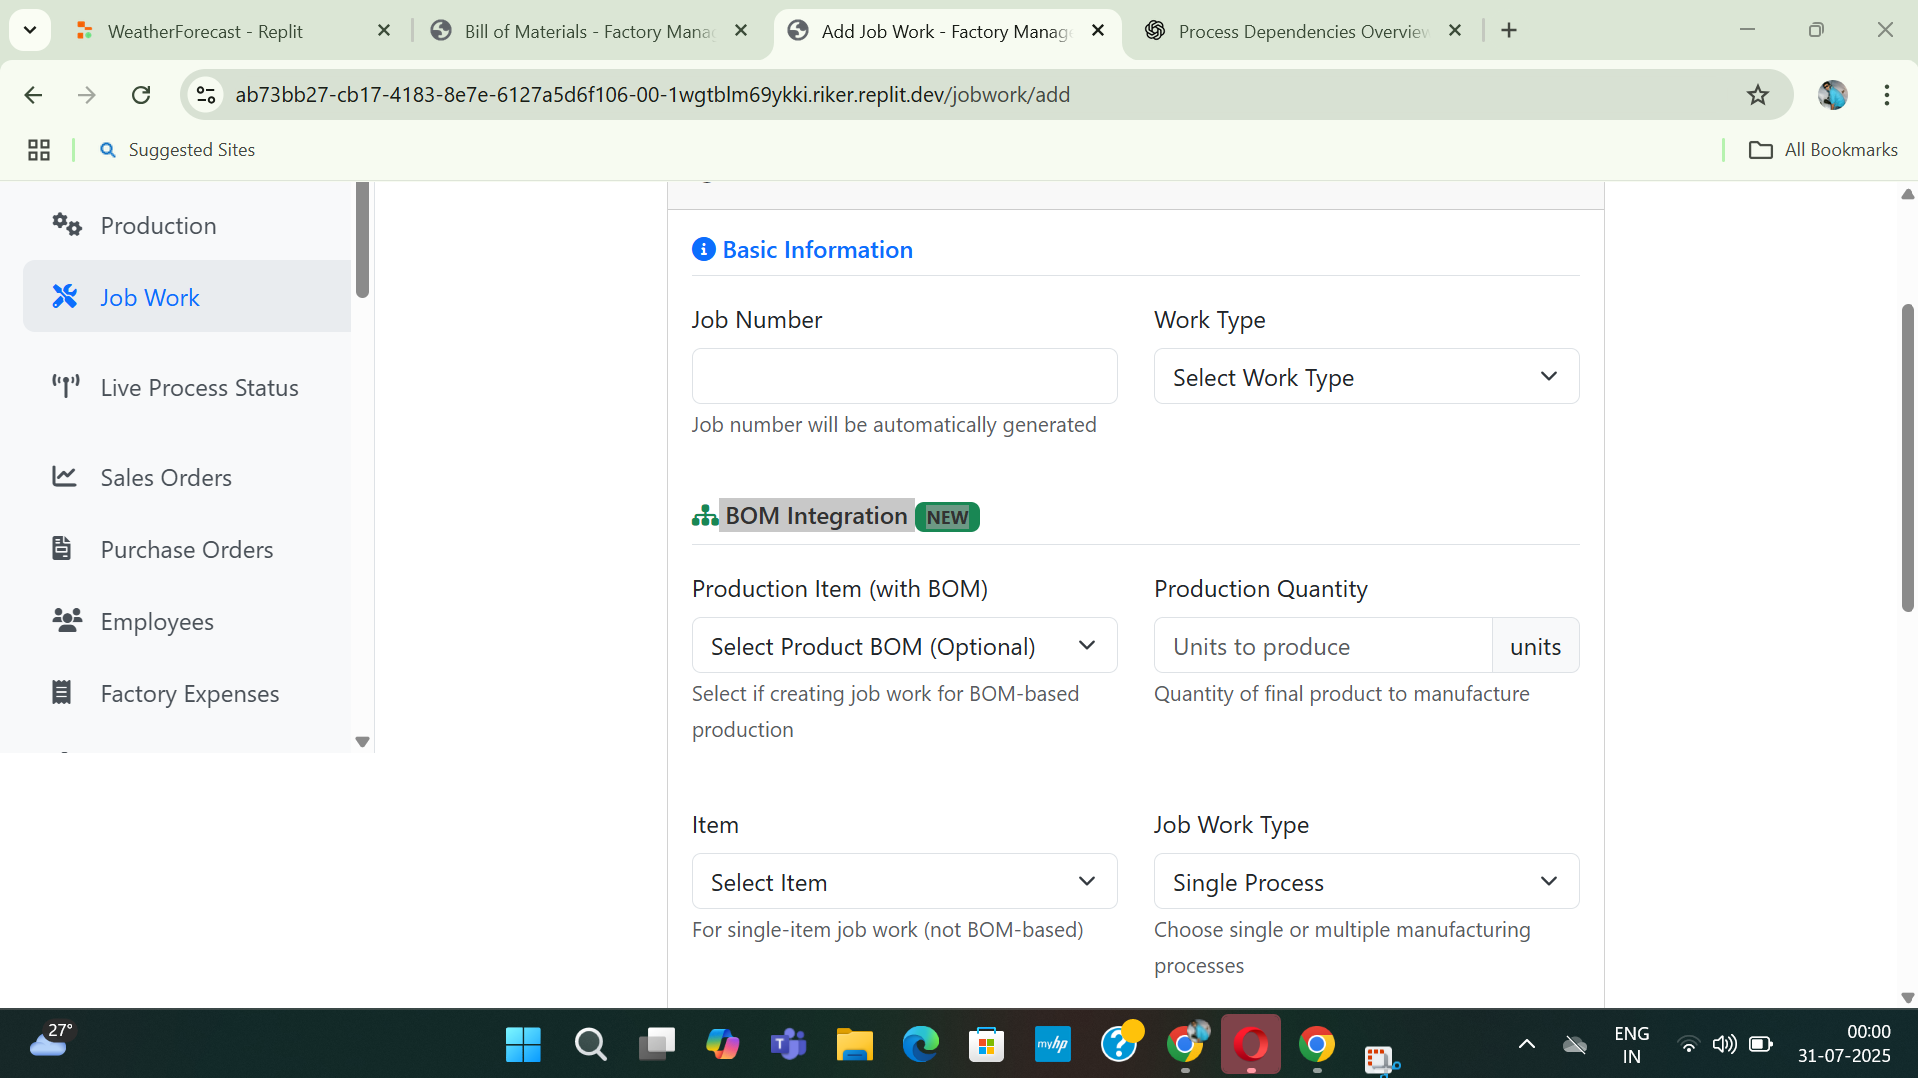 WeatherForecast - Replit
Bill of Materials - Factory Manag
Add Job Work - Factory Manag
Process Dependencies Overview
ab73bb27-cb17-4183-8e7e-6127a5d6f106-00-1wgtblm69ykki.riker.replit.dev/jobwork/add
Suggested Sites
All Bookmarks
Production
Job Work
Live Process Status
Sales Orders
Purchase Orders
Employees
Factory Expenses
Basic Information
Job Number
Work Type
Select Work Type
Job number will be automatically generated
BOM Integration NEW
Production Item (with BOM)
Production Quantity
Select Product BOM (Optional)
Units to produce
units
Select if creating job work for BOM-based
production
Quantity of final product to manufacture
Item
Job Work Type
Select Item
Single Process
For single-item job work (not BOM-based)
Choose single or multiple manufacturing
processes
27°
myhp
ENG
IN
00:00
31-07-2025